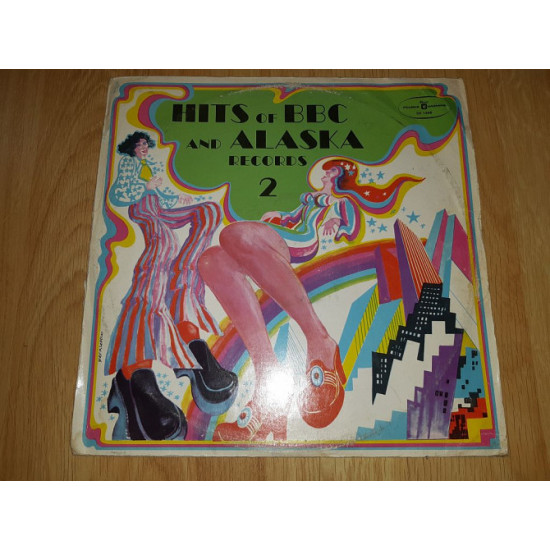 HITS OF BBC
AND ALASKA
RECORDS
2